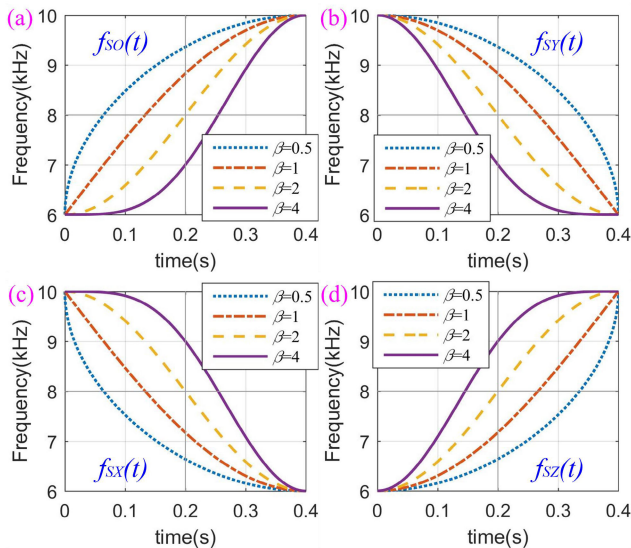 (a)
f_SO(t)
Frequency(kHz)
10
9
8
7
6
β=0.5
β=1
β=2
β=4
0
0.1
0.2
0.3
0.4
time(s)
(b)
f_SY(t)
Frequency(kHz)
10
9
8
7
6
β=0.5
β=1
β=2
β=4
0
0.1
0.2
0.3
0.4
time(s)
(c)
f_SX(t)
Frequency(kHz)
10
9
8
7
6
β=0.5
β=1
β=2
β=4
0
0.1
0.2
0.3
0.4
time(s)
(d)
f_SZ(t)
Frequency(kHz)
10
9
8
7
6
β=0.5
β=1
β=2
β=4
0
0.1
0.2
0.3
0.4
time(s)